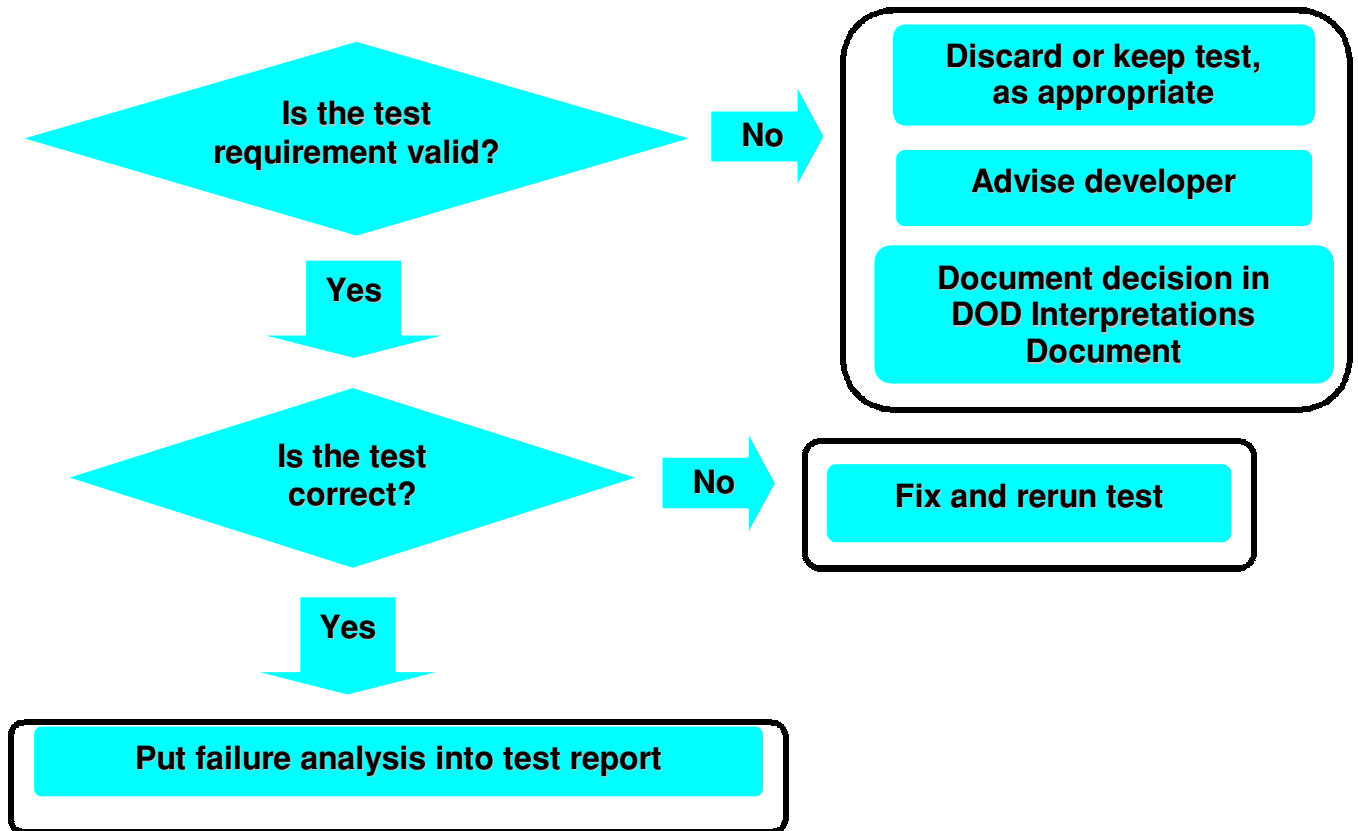 Is the test
requirement valid?
No
Discard or keep test,
as appropriate
Advise developer
Document decision in
DOD Interpretations
Document
Yes
Is the test
correct?
No
Fix and rerun test
Yes
Put failure analysis into test report